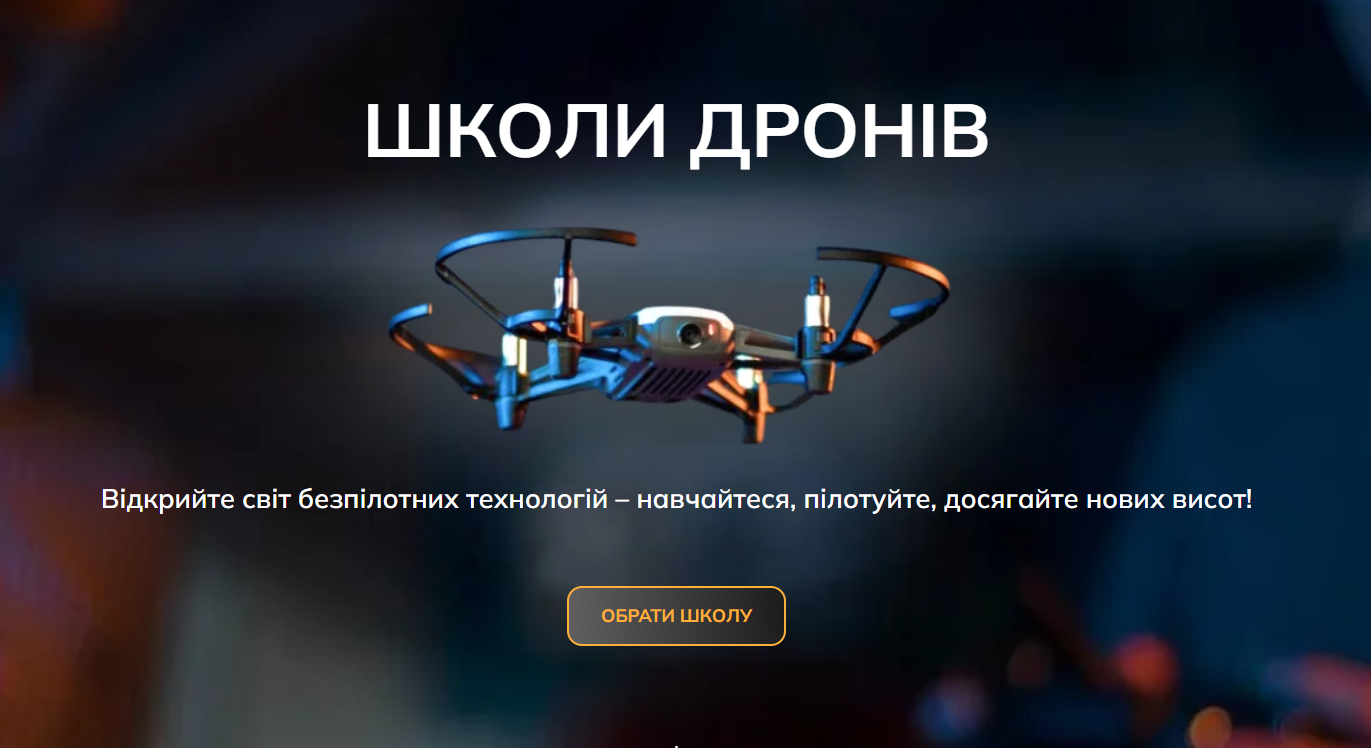 ШКОЛИ ДРОНІВ
Відкрийте світ безпілотних технологій – навчайтеся, пілотуйте, досягайте нових висот!
ОБРАТИ ШКОЛУ